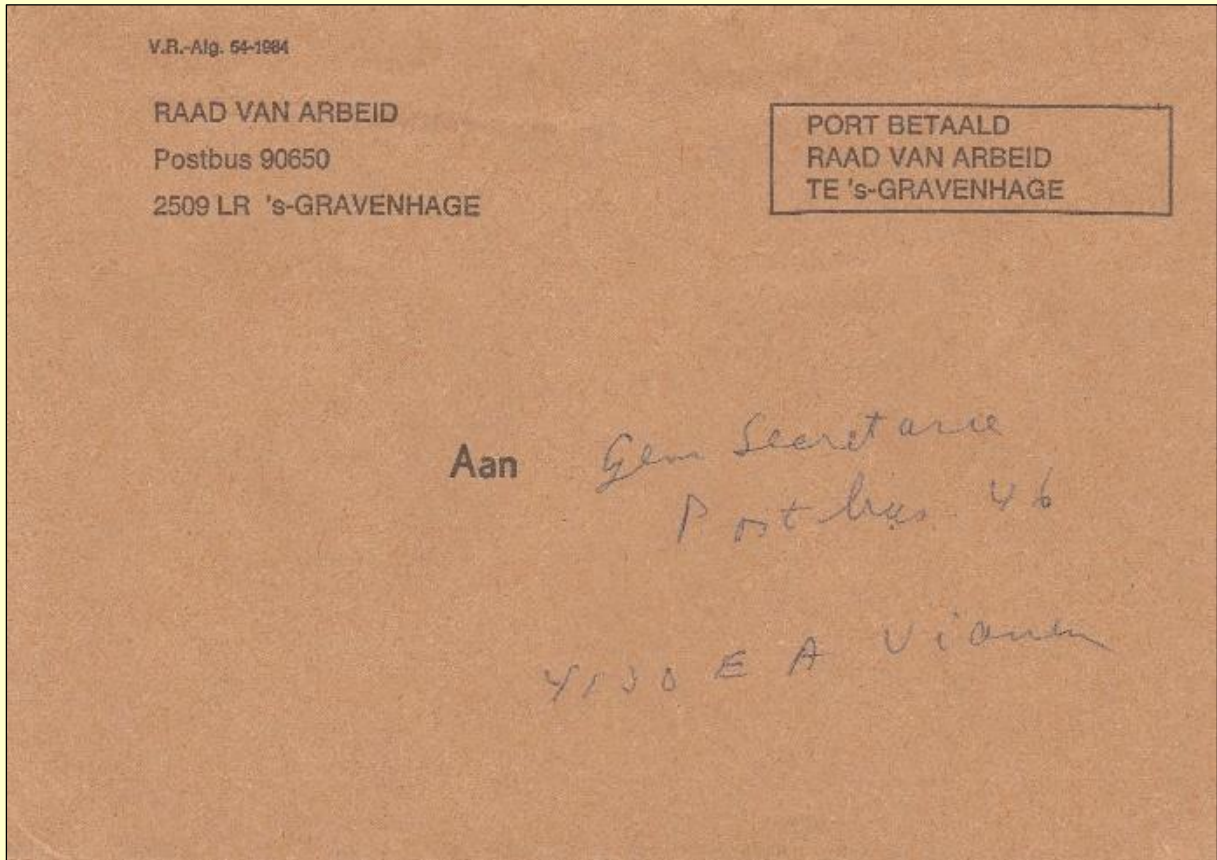 V.R.-Alg. 54-1984
RAAD VAN ARBEID
Postbus 90650
2509 LR 's-GRAVENHAGE
PORT BETAALD
RAAD VAN ARBEID
TE 's-GRAVENHAGE
Aan Gem Secretarie
Postbus 46
4130 EA Vianen